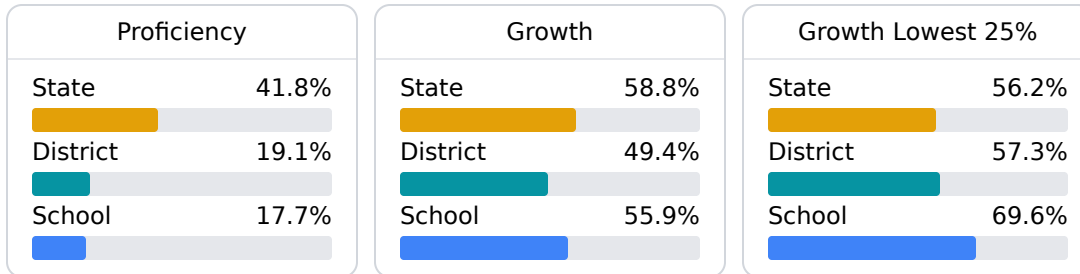 Proficiency
State 41.8%
District 19.1%
School 17.7%
Growth
State 58.8%
District 49.4%
School 55.9%
Growth Lowest 25%
State 56.2%
District 57.3%
School 69.6%